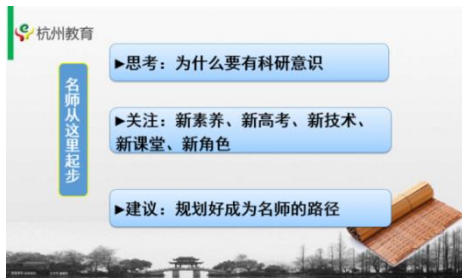 杭州教育
名师从这里起步
▶思考：为什么要有科研意识
▶关注：新素养、新高考、新技术、
新课堂、新角色
▶建议：规划好成为名师的路径